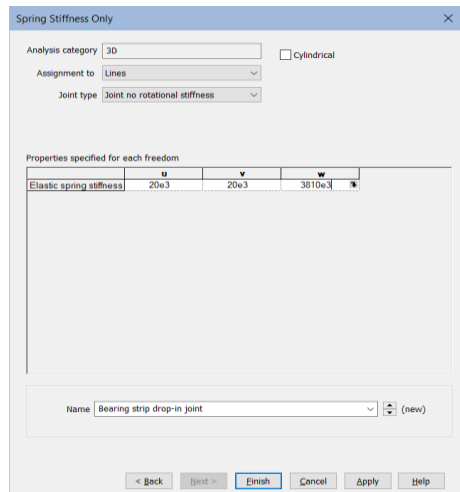 Spring Stiffness Only
Analysis category 3D
Cylindrical
Assignment to Lines
Joint type Joint no rotational stiffness
Properties specified for each freedom
u v w
Elastic spring stiffness 20e3 20e3 3810e3
Name Bearing strip drop-in joint (new)
< Back Next > Finish Cancel Apply Help